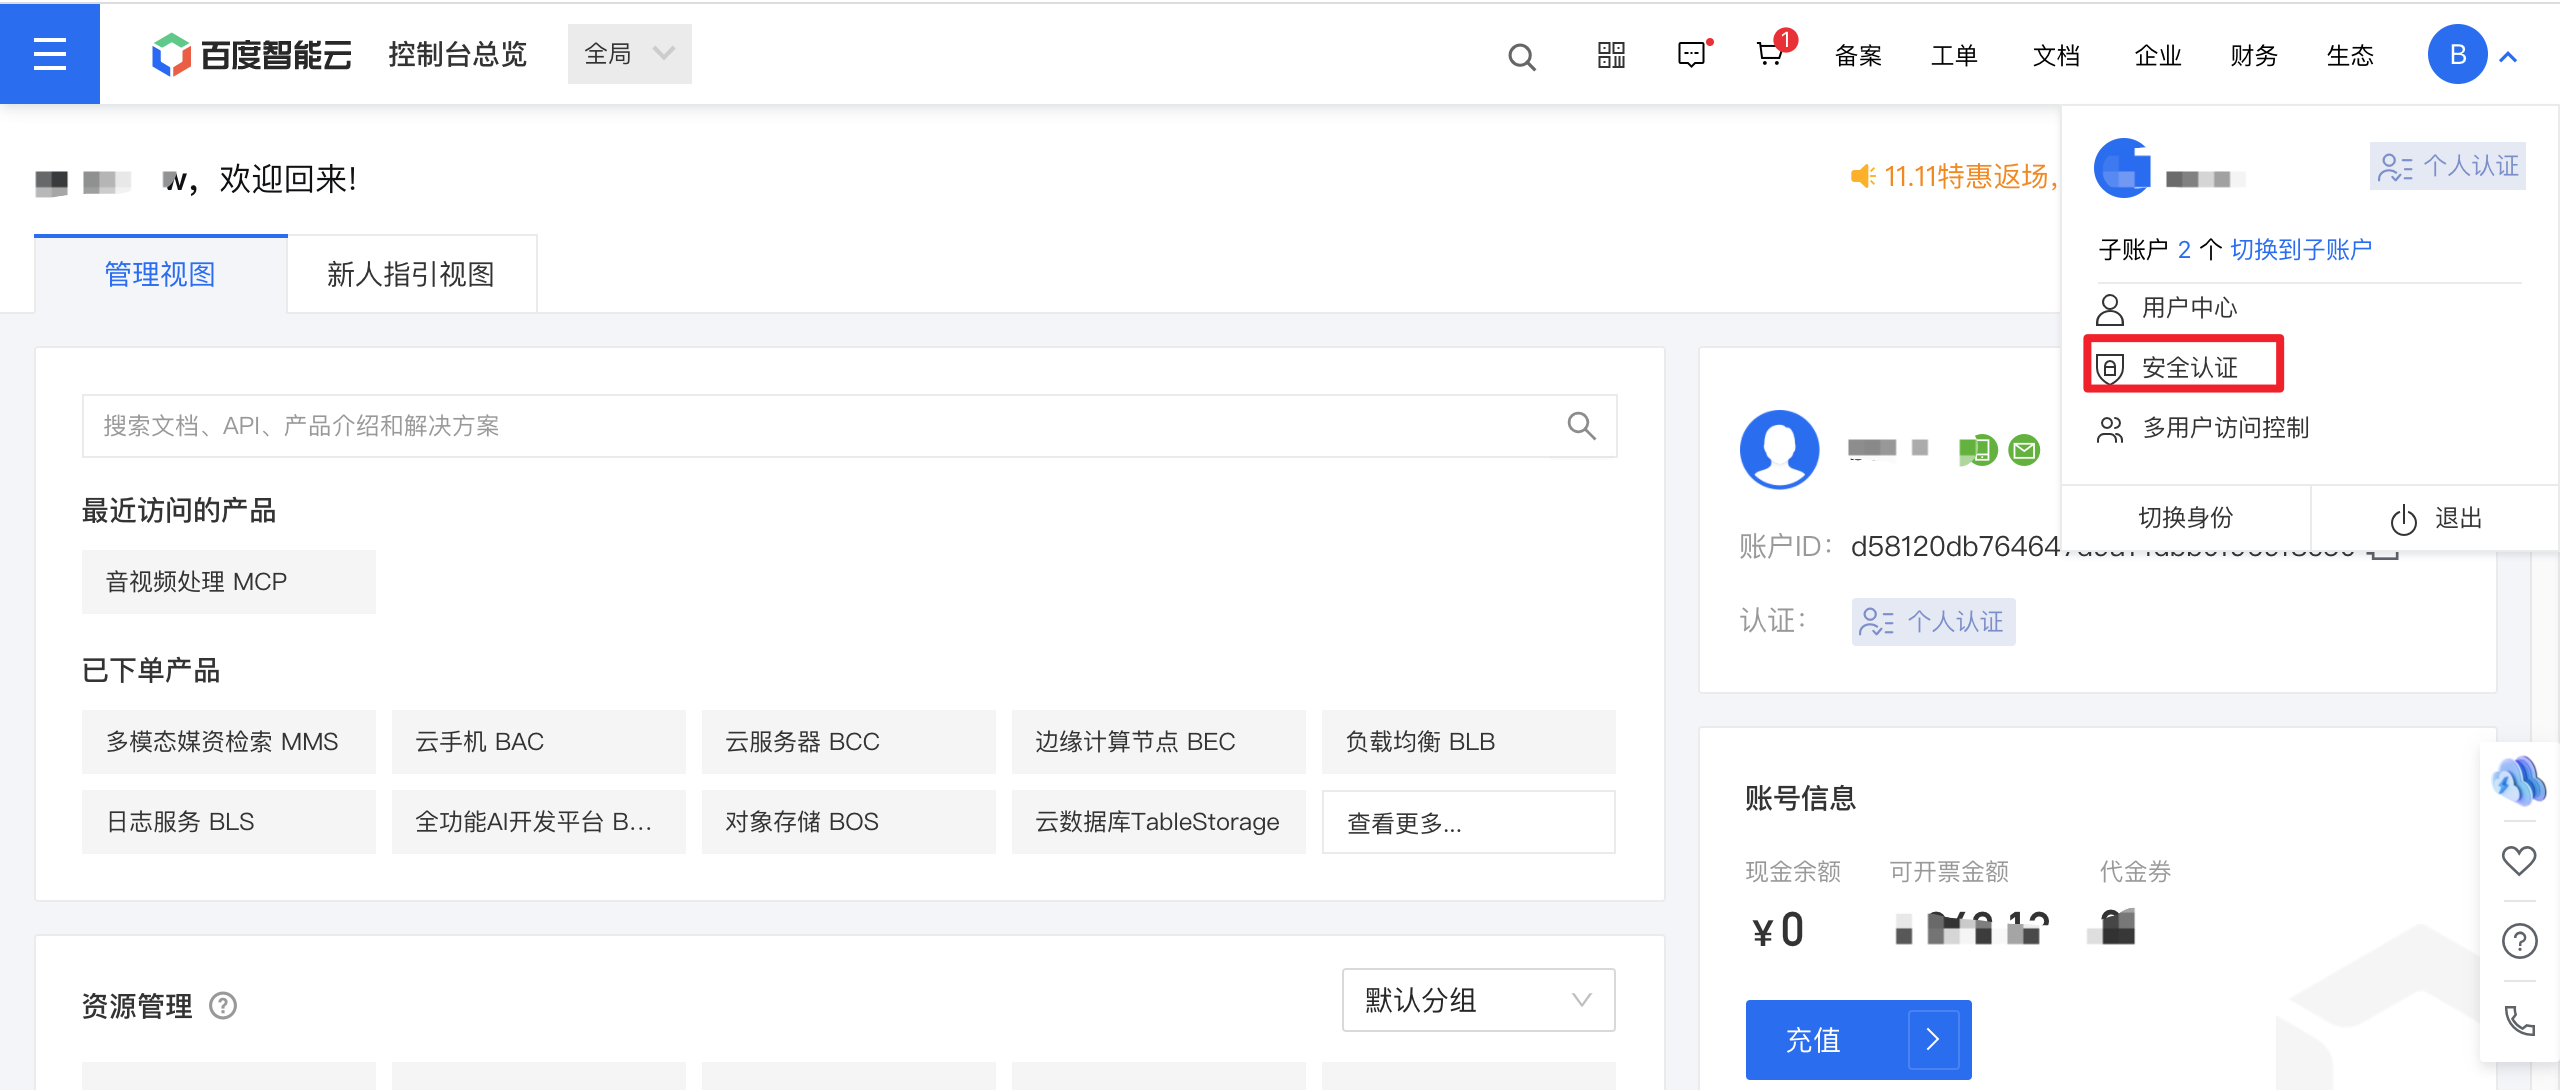 百度智能云 控制台总览 全局 1 备案 工单 文档 企业 财务 生态 B
欢迎回来!
11.11特惠返场,
个人认证
子账户 2 个 切换到子账户
用户中心
安全认证
多用户访问控制
切换身份 退出
管理视图 新人指引视图
搜索文档、API、产品介绍和解决方案
最近访问的产品
音视频处理 MCP
已下单产品
多模态媒资检索 MMS 云手机 BAC 云服务器 BCC 边缘计算节点 BEC 负载均衡 BLB
日志服务 BLS 全功能AI开发平台 B... 对象存储 BOS 云数据库TableStorage 查看更多...
资源管理 ?
默认分组
账户ID: d58120db764647
认证: 个人认证
账号信息
现金余额 可开票金额 代金券
¥0
充值